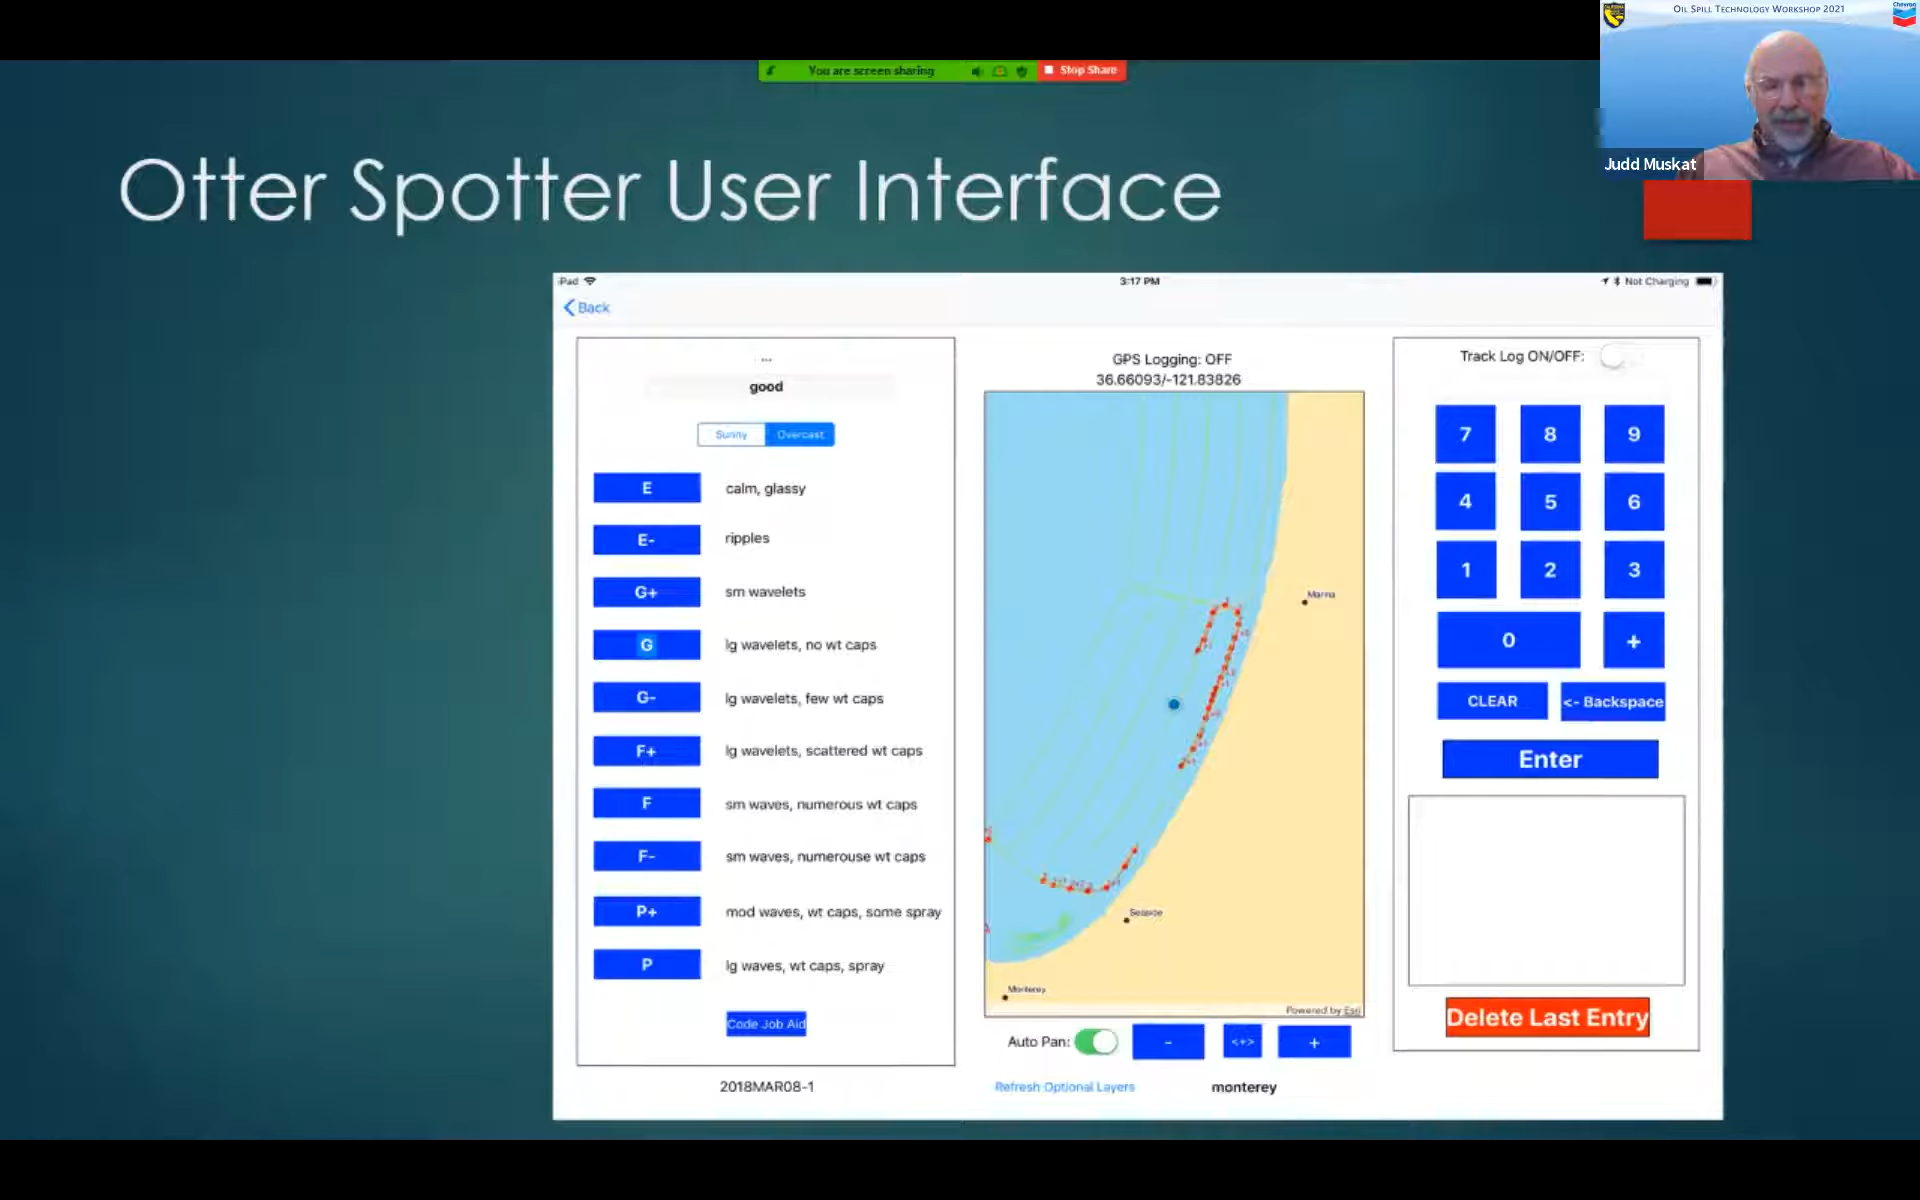 OIL SPILL TECHNOLOGY WORKSHOP 2021
Chevron
You are screen sharing
Stop Share
Judd Muskat
Otter Spotter User Interface
iPad
3:17 PM
Not Charging
Back
...
good
Sunny
Overcast
E
calm, glassy
E-
ripples
G+
sm wavelets
G
lg wavelets, no wt caps
G-
lg wavelets, few wt caps
F+
lg wavelets, scattered wt caps
F
sm waves, numerous wt caps
F-
sm waves, numerouse wt caps
P+
mod waves, wt caps, some spray
P
lg waves, wt caps, spray
Code Job Aid
2018MAR08-1
GPS Logging: OFF
36.66093/-121.83826
Marina
Seaside
Monterey
Powered by Esri
Auto Pan:
-
<+>
+
Refresh Optional Layers
monterey
Track Log ON/OFF:
7
8
9
4
5
6
1
2
3
0
+
CLEAR
<- Backspace
Enter
Delete Last Entry